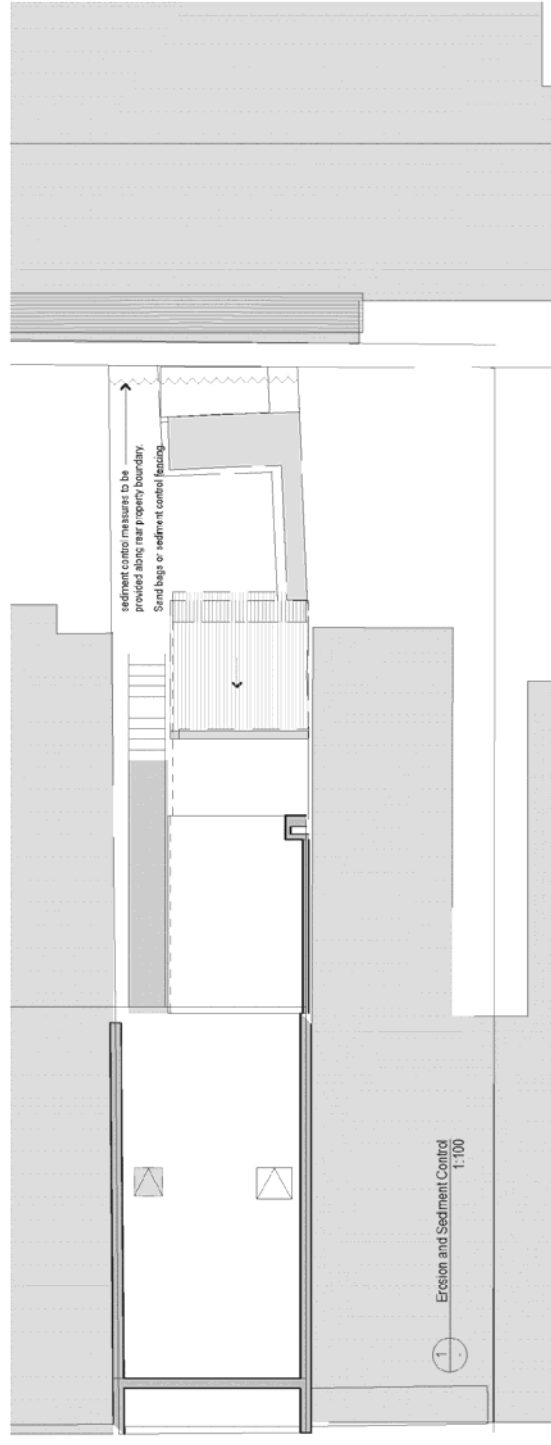 sediment control measures to be
provided along rear property boundary.
Sand bags or sediment control fencing
1
Erosion and Sediment Control
1:100